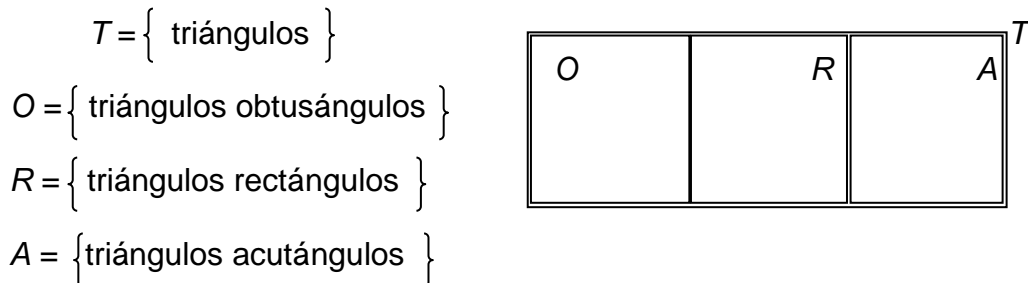 T = { triángulos }
O = { triángulos obtusángulos }
R = { triángulos rectángulos }
A = { triángulos acutángulos }
T
O R A